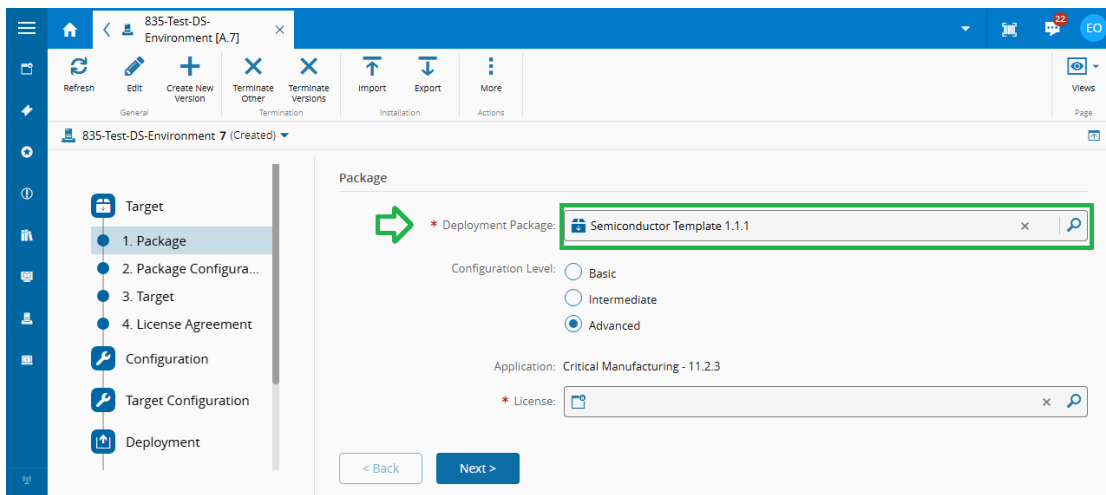 835-Test-DS-
Environment [A.7]
22
EO
Refresh
Edit
Create New
Version
Terminate
Other
Terminate
Versions
Import
Export
More
Views
General
Termination
Installation
Actions
Page
835-Test-DS-Environment 7 (Created)
Target
1. Package
2. Package Configura...
3. Target
4. License Agreement
Configuration
Target Configuration
Deployment
Package
* Deployment Package: Semiconductor Template 1.1.1
Configuration Level:
Basic
Intermediate
Advanced
Application: Critical Manufacturing - 11.2.3
* License:
< Back
Next >